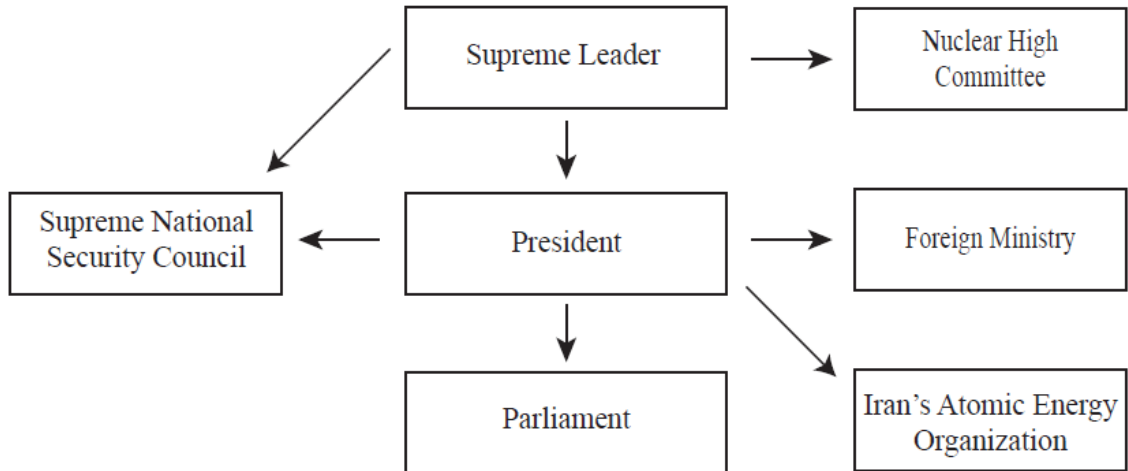 Supreme Leader
Nuclear High
Committee
Supreme National
Security Council
President
Foreign Ministry
Parliament
Iran’s Atomic Energy
Organization